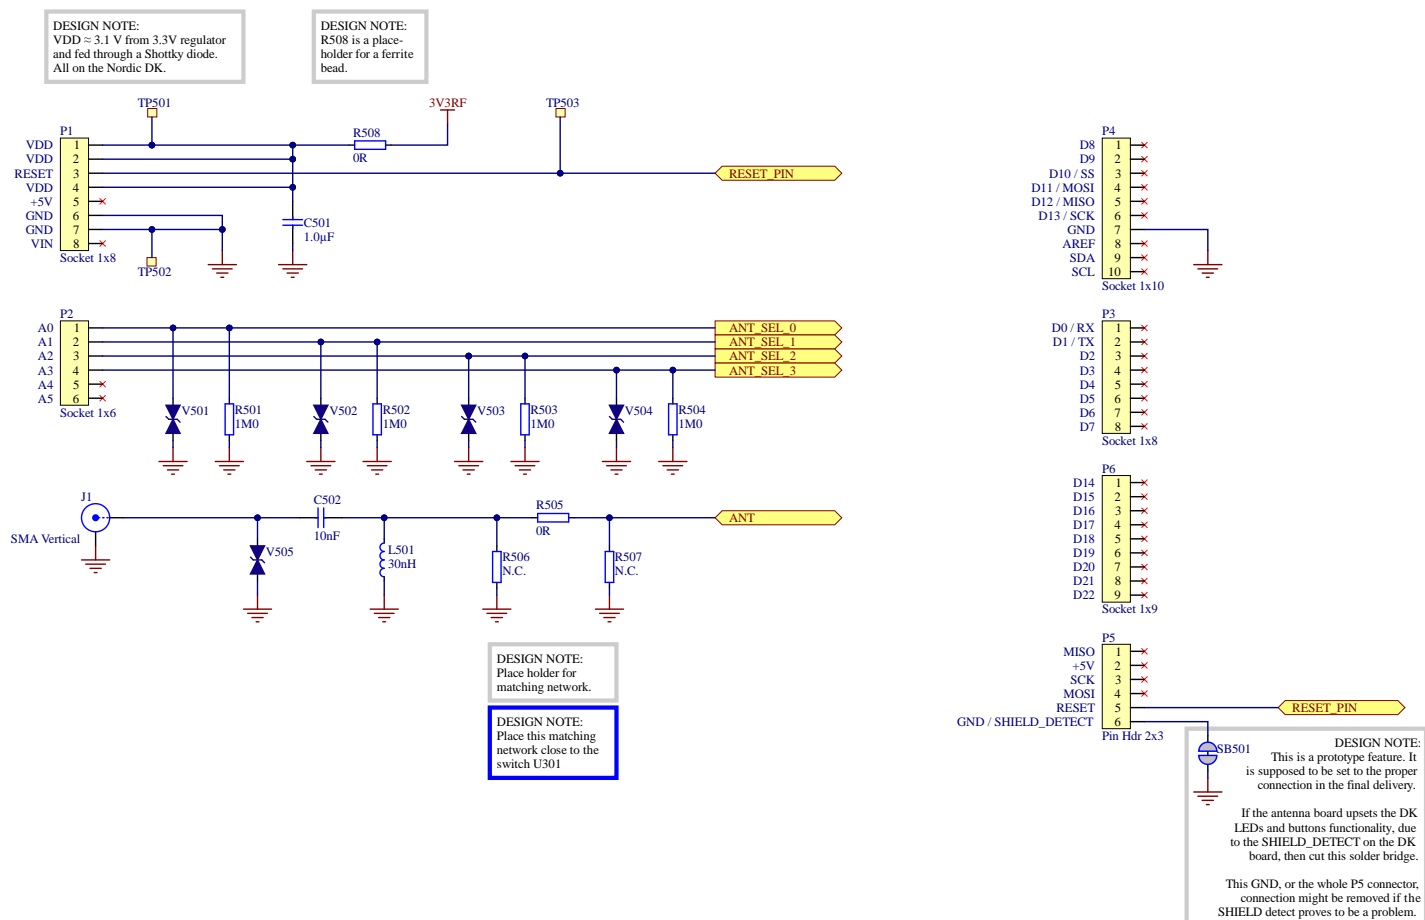 DESIGN NOTE:
VDD ≈ 3.1 V from 3.3V regulator
and fed through a Shottky diode.
All on the Nordic DK.
DESIGN NOTE:
R508 is a place-
holder for a ferrite
bead.
TP501
3V3RF
TP503
P1
R508
0R
VDD 1
VDD 2
RESET 3
VDD 4
+5V 5
GND 6
GND 7
VIN 8
Socket 1x8
RESET_PIN
C501
1.0µF
TP502
P2
A0 1
A1 2
A2 3
A3 4
A4 5
A5 6
Socket 1x6
ANT_SEL_0
ANT_SEL_1
ANT_SEL_2
ANT_SEL_3
V501
R501
1M0
V502
R502
1M0
V503
R503
1M0
V504
R504
1M0
J1
SMA Vertical
V505
C502
10nF
L501
30nH
R506
N.C.
R505
0R
R507
N.C.
ANT
DESIGN NOTE:
Place holder for
matching network.
DESIGN NOTE:
Place this matching
network close to the
switch U301
P4
D8 1
D9 2
D10 / SS 3
D11 / MOSI 4
D12 / MISO 5
D13 / SCK 6
GND 7
AREF 8
SDA 9
SCL 10
Socket 1x10
P3
D0 / RX 1
D1 / TX 2
D2 3
D3 4
D4 5
D5 6
D6 7
D7 8
Socket 1x8
P6
D14 1
D15 2
D16 3
D17 4
D18 5
D19 6
D20 7
D21 8
D22 9
Socket 1x9
P5
MISO 1
+5V 2
SCK 3
MOSI 4
RESET 5
GND / SHIELD_DETECT 6
Pin Hdr 2x3
RESET_PIN
SB501
DESIGN NOTE:
This is a prototype feature. It
is supposed to be set to the proper
connection in the final delivery.
If the antenna board upsets the DK
LEDs and buttons functionality, due
to the SHIELD_DETECT on the DK
board, then cut this solder bridge.
This GND, or the whole P5 connector,
connection might be removed if the
SHIELD detect proves to be a problem.